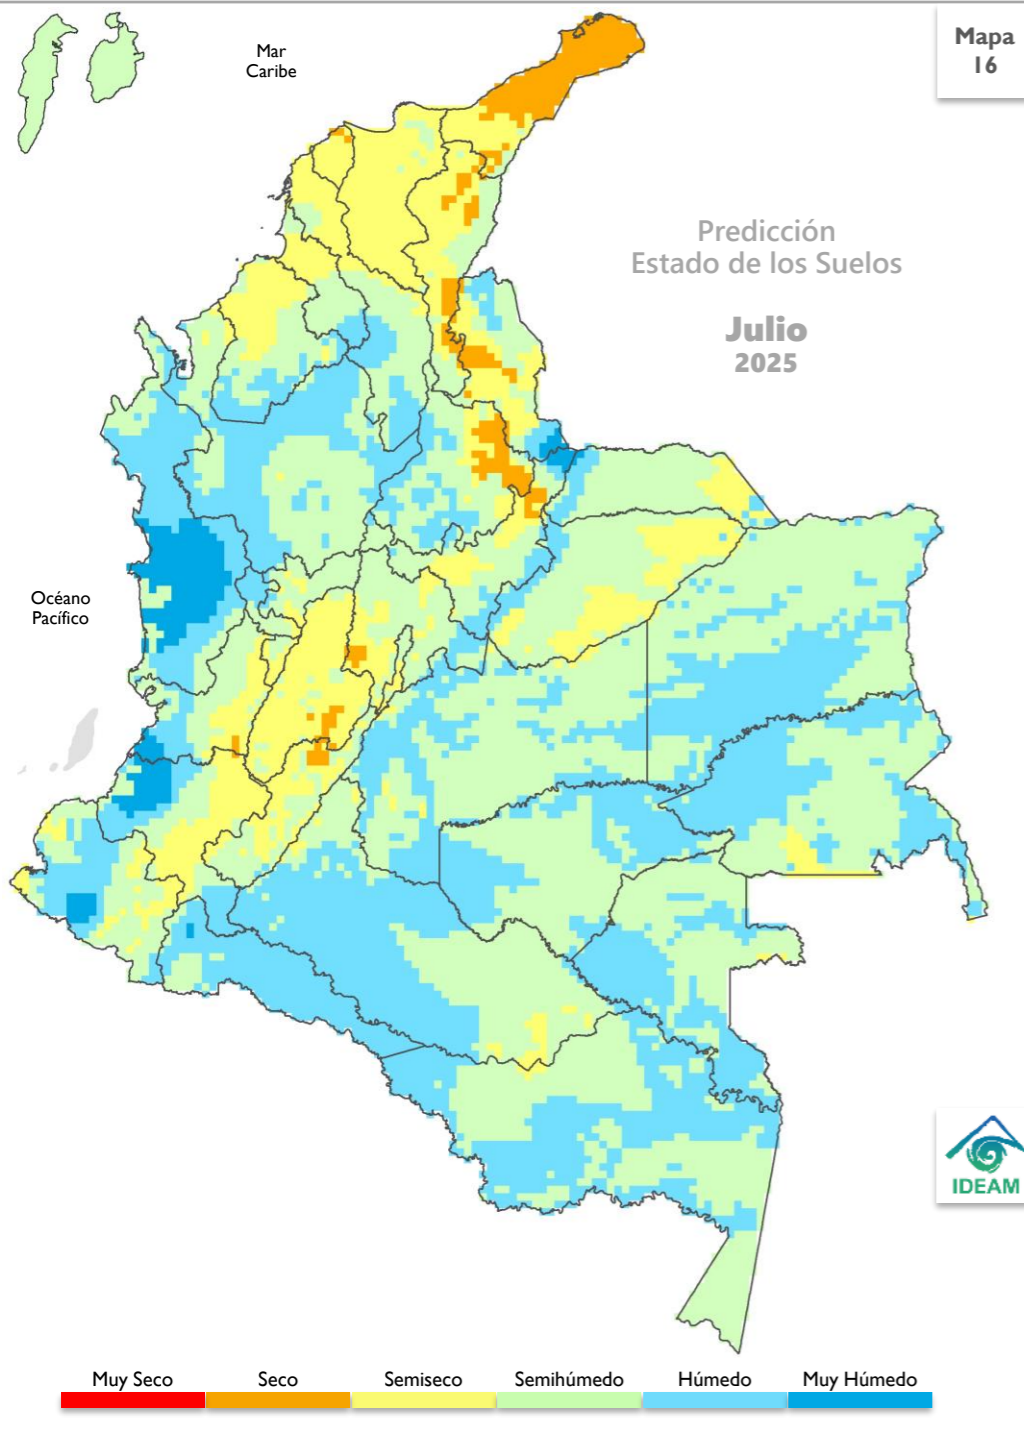 Mar
Caribe
Mapa
16
Predicción
Estado de los Suelos
Julio
2025
Océano
Pacífico
IDEAM
Muy Seco
Seco
Semiseco
Semihúmedo
Húmedo
Muy Húmedo